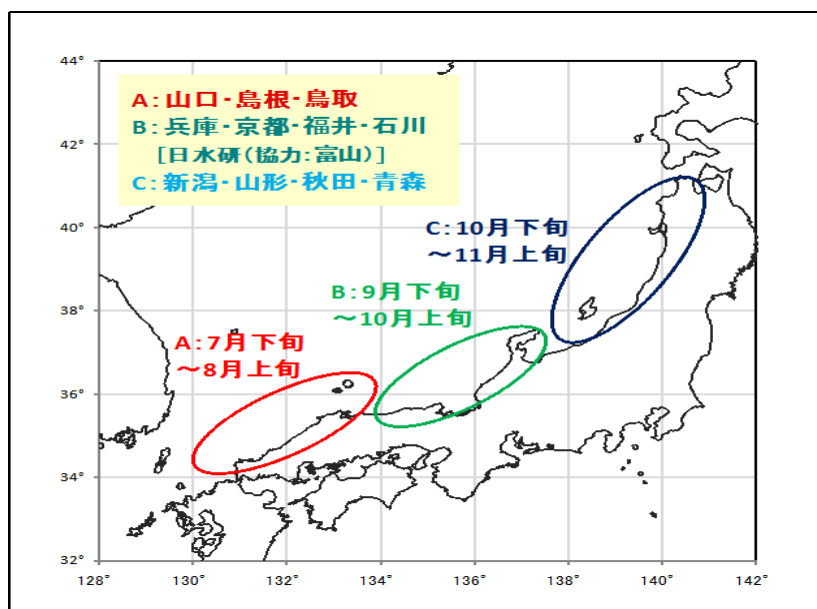 44°
42°
40°
38°
36°
34°
32°
128°
130°
132°
134°
136°
138°
140°
142°
A:山口・島根・鳥取
B:兵庫・京都・福井・石川
[日水研(協力:富山)]
C:新潟・山形・秋田・青森
C:10月下旬
～11月上旬
B:9月下旬
～10月上旬
A:7月下旬
～8月上旬